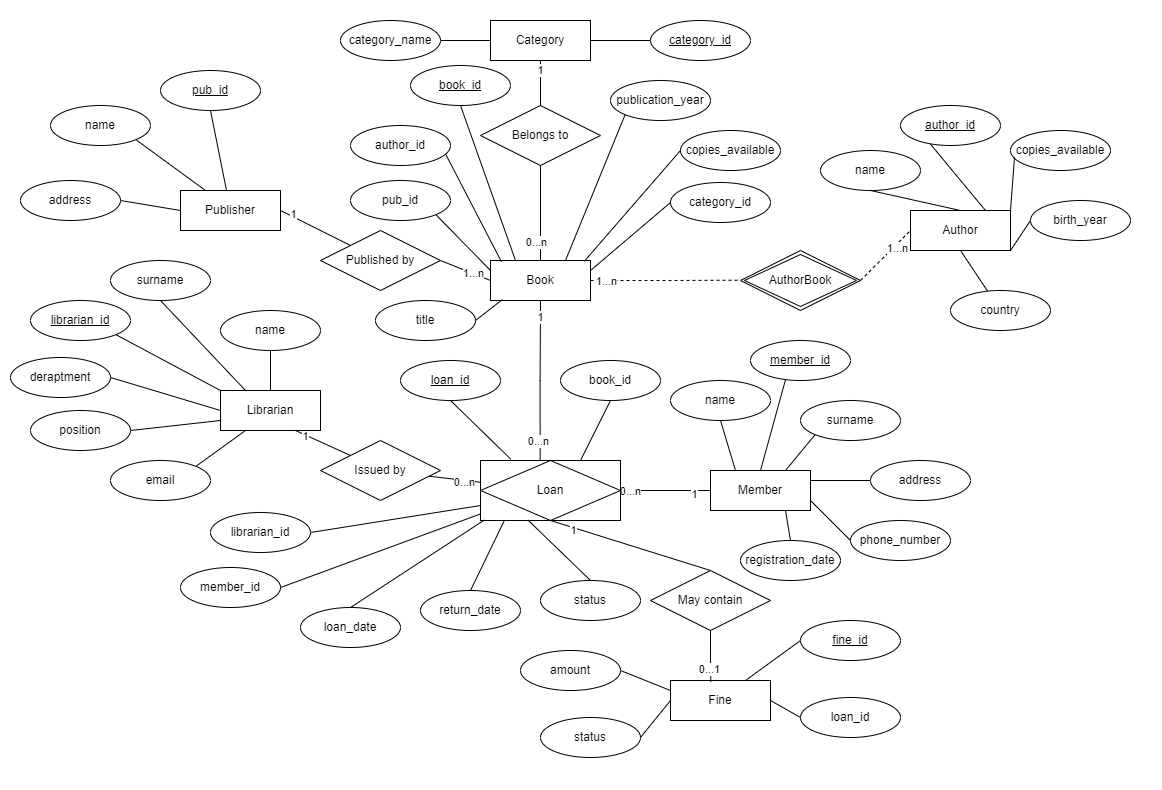 category_name
Category
category_id
1
book_id
pub_id
publication_year
name
author_id
Belongs to
author_id
copies_available
copies_available
name
pub_id
category_id
address
Publisher
1
birth_year
Author
0...n
1...n
Published by
1...n
Book
1...n
AuthorBook
surname
title
1
country
librarian_id
name
member_id
deraptment
loan_id
book_id
name
surname
Librarian
position
1
0...n
email
Issued by
0...n
Loan
0...n
1
Member
address
librarian_id
1
phone_number
registration_date
member_id
status
May contain
return_date
loan_date
fine_id
amount
0...1
Fine
loan_id
status